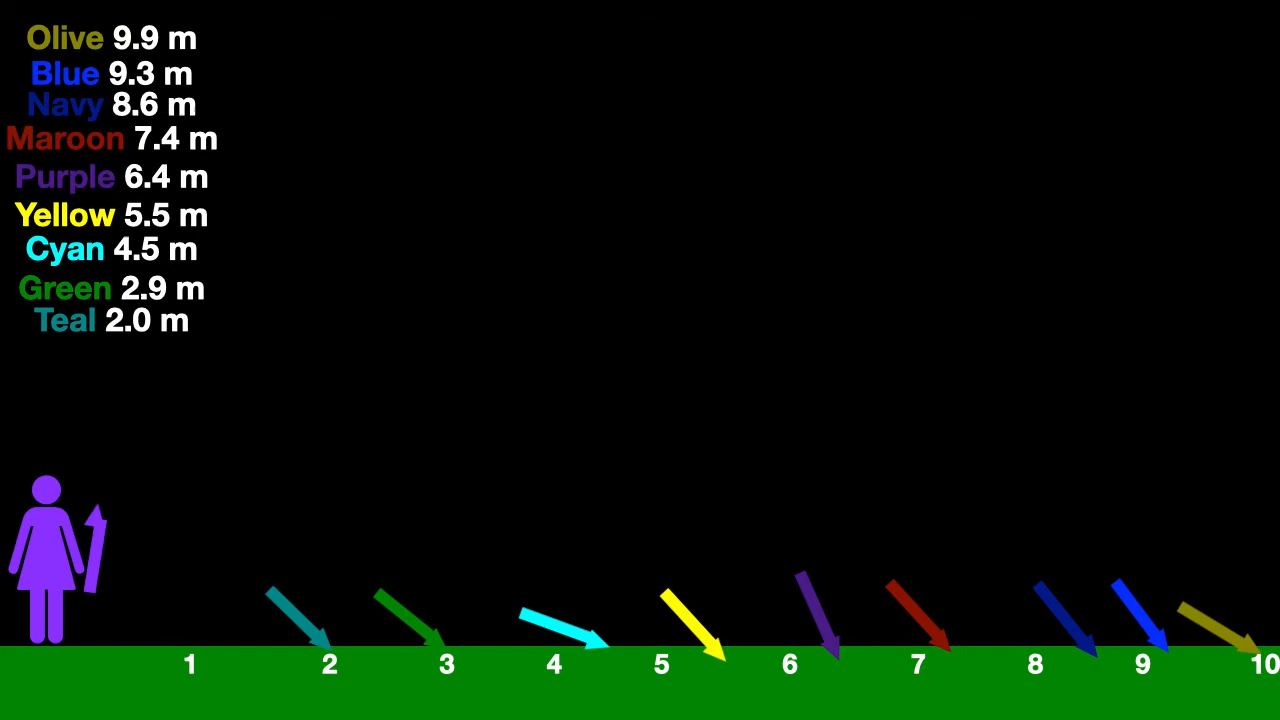 Olive 9.9 m
Blue 9.3 m
Navy 8.6 m
Maroon 7.4 m
Purple 6.4 m
Yellow 5.5 m
Cyan 4.5 m
Green 2.9 m
Teal 2.0 m
1 2 3 4 5 6 7 8 9 10